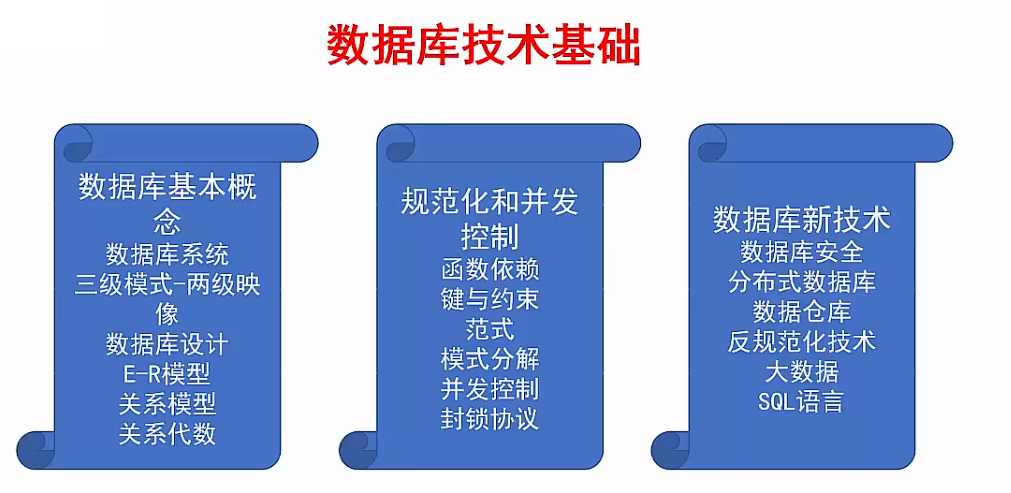 数据库技术基础
数据库基本概
念
数据库系统
三级模式-两级映
像
数据库设计
E-R模型
关系模型
关系代数
规范化和并发
控制
函数依赖
键与约束
范式
模式分解
并发控制
封锁协议
数据库新技术
数据库安全
分布式数据库
数据仓库
反规范化技术
大数据
SQL语言